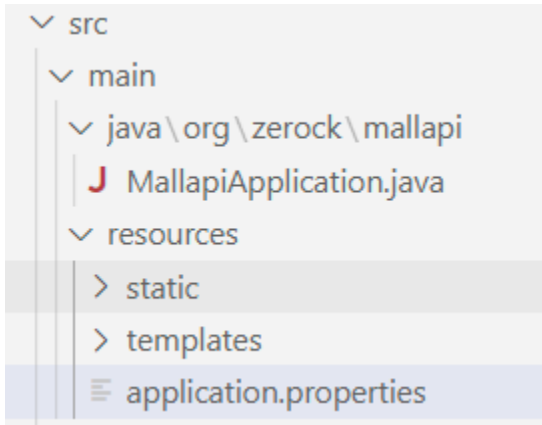 src
main
java\org\zerock\mallapi
J MallapiApplication.java
resources
static
templates
application.properties